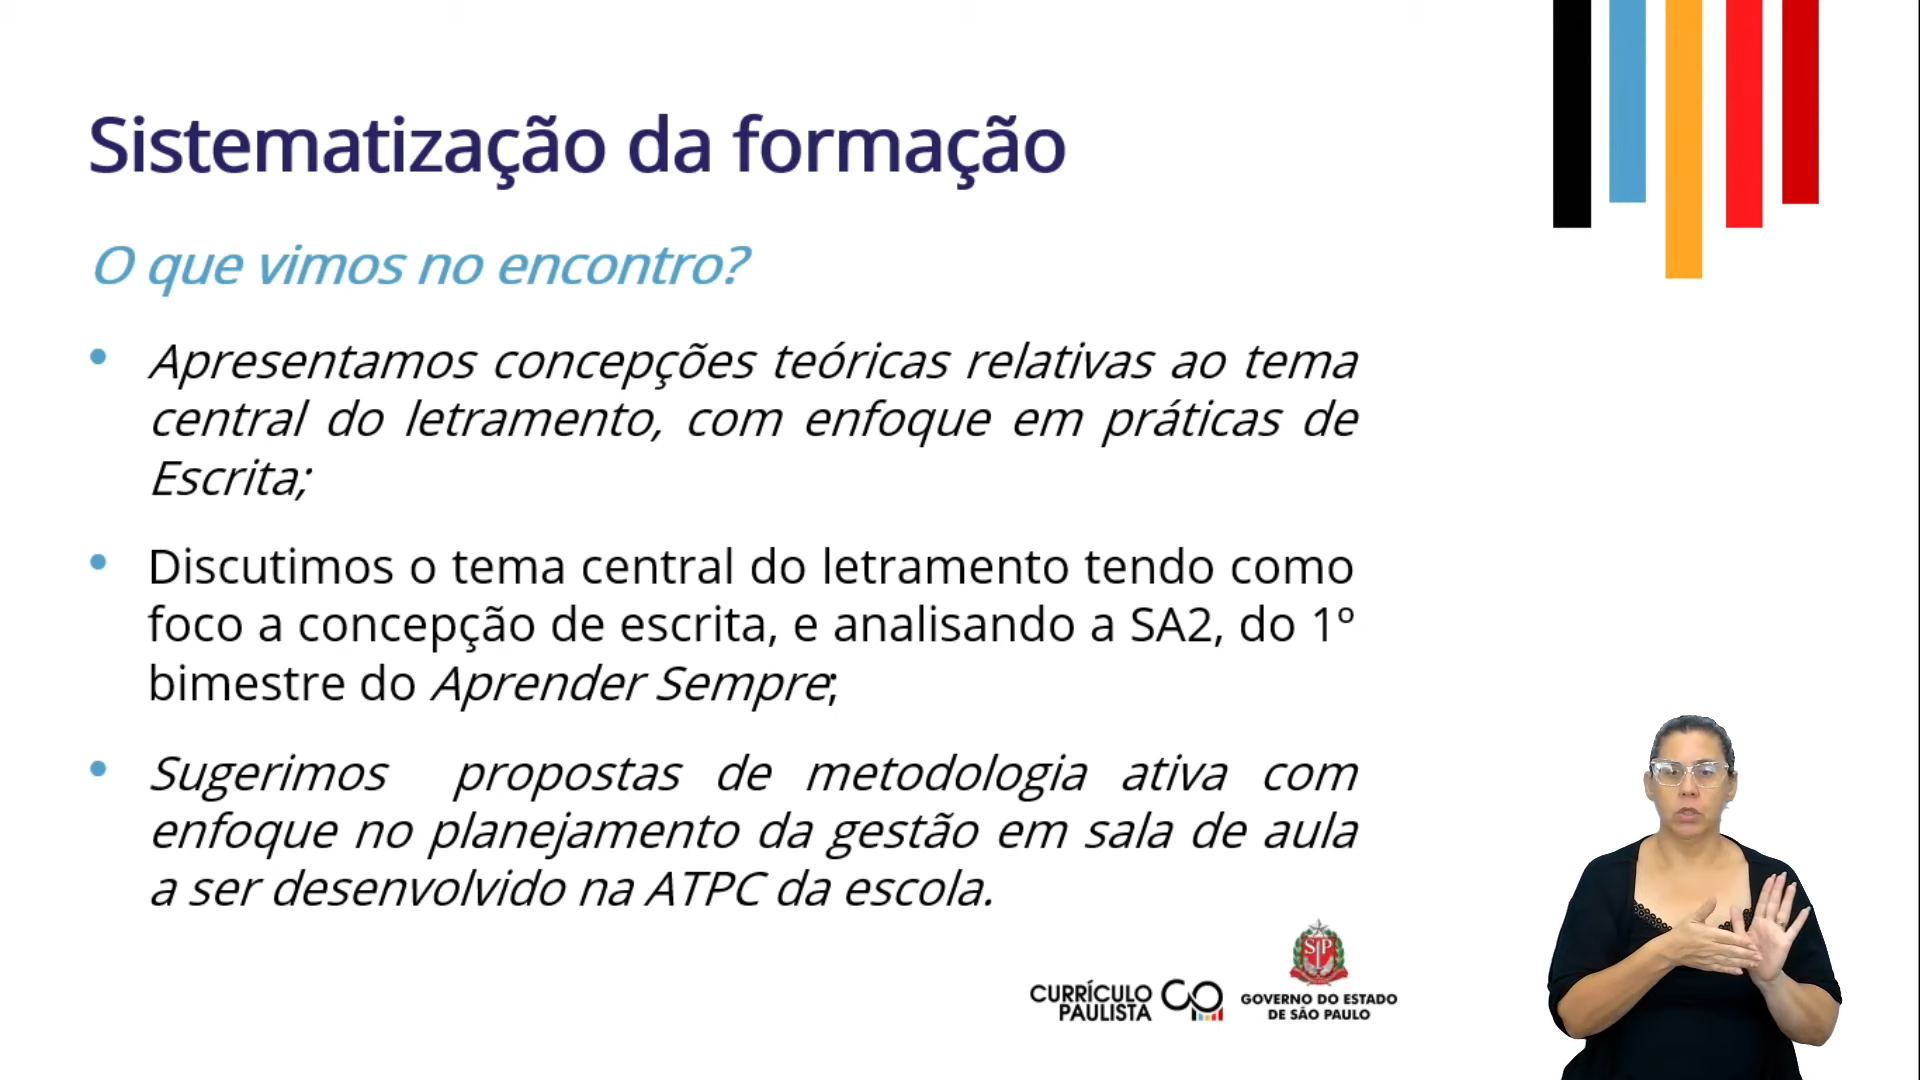 Sistematização da formação
O que vimos no encontro?
• Apresentamos concepções teóricas relativas ao tema
central do letramento, com enfoque em práticas de
Escrita;
• Discutimos o tema central do letramento tendo como
foco a concepção de escrita, e analisando a SA2, do 1º
bimestre do Aprender Sempre;
• Sugerimos propostas de metodologia ativa com
enfoque no planejamento da gestão em sala de aula
a ser desenvolvido na ATPC da escola.
SP
CURRÍCULO
PAULISTA
GOVERNO DO ESTADO
DE SÃO PAULO